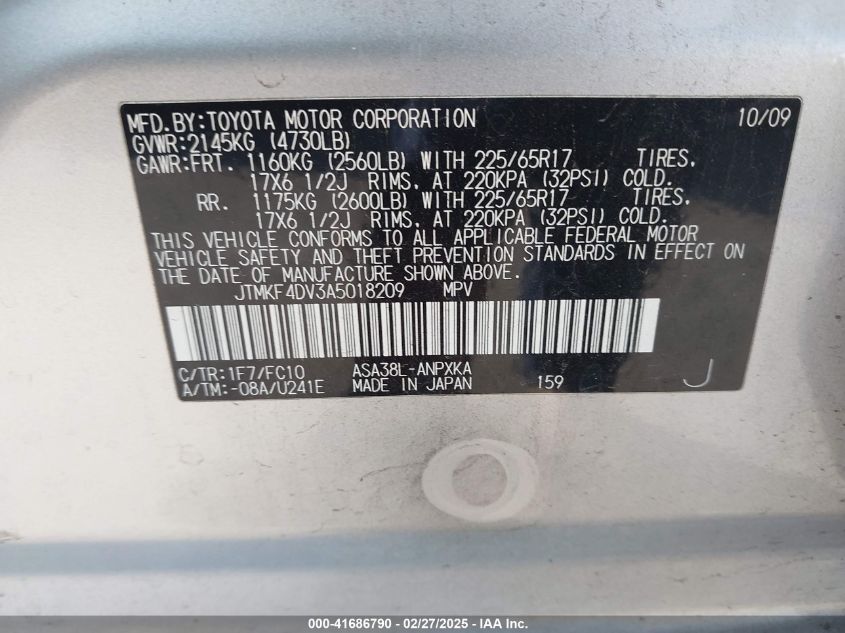 MFD.BY:TOYOTA MOTOR CORPORATION 10/09
GVWR:2145KG (4730LB)
GAWR:FRT. 1160KG (2560LB) WITH 225/65R17 TIRES,
17X6 1/2J RIMS, AT 220KPA (32PSI) COLD.
RR. 1175KG (2600LB) WITH 225/65R17 TIRES,
17X6 1/2J RIMS, AT 220KPA (32PSI) COLD.
THIS VEHICLE CONFORMS TO ALL APPLICABLE FEDERAL MOTOR
VEHICLE SAFETY AND THEFT PREVENTION STANDARDS IN EFFECT ON
THE DATE OF MANUFACTURE SHOWN ABOVE.
JTMKF4DV3A5018209 MPV
C/TR:1F7/FC10 ASA38L-ANPXKA
A/TM:-08A/U241E MADE IN JAPAN 159 J
000-41686790 - 02/27/2025 - IAA Inc.